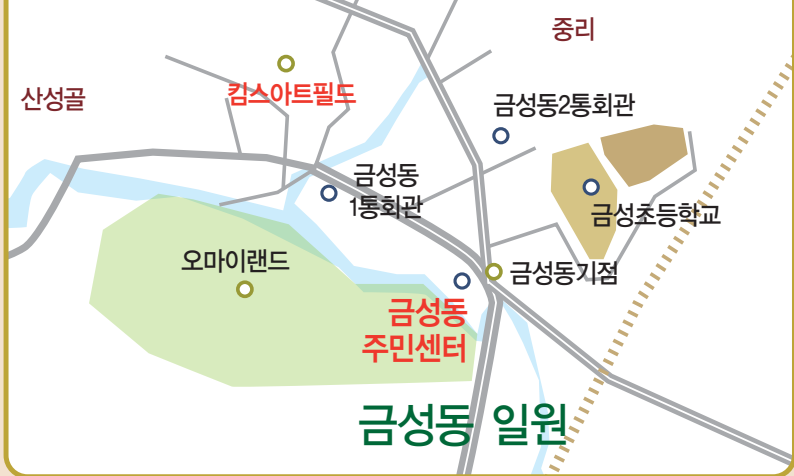 중리
산성골
킴스아트필드
금성동2통회관
금성동
1통회관
금성초등학교
오마이랜드
금성동기점
금성동
주민센터
금성동 일원